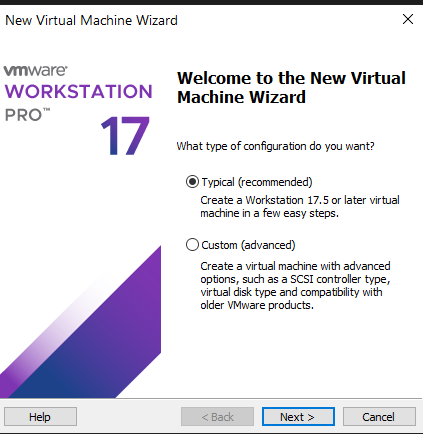 New Virtual Machine Wizard
vmware®
WORKSTATION
PRO™
17
Welcome to the New Virtual
Machine Wizard
What type of configuration do you want?
Typical (recommended)
Create a Workstation 17.5 or later virtual
machine in a few easy steps.
Custom (advanced)
Create a virtual machine with advanced
options, such as a SCSI controller type,
virtual disk type and compatibility with
older VMware products.
Help
< Back
Next >
Cancel